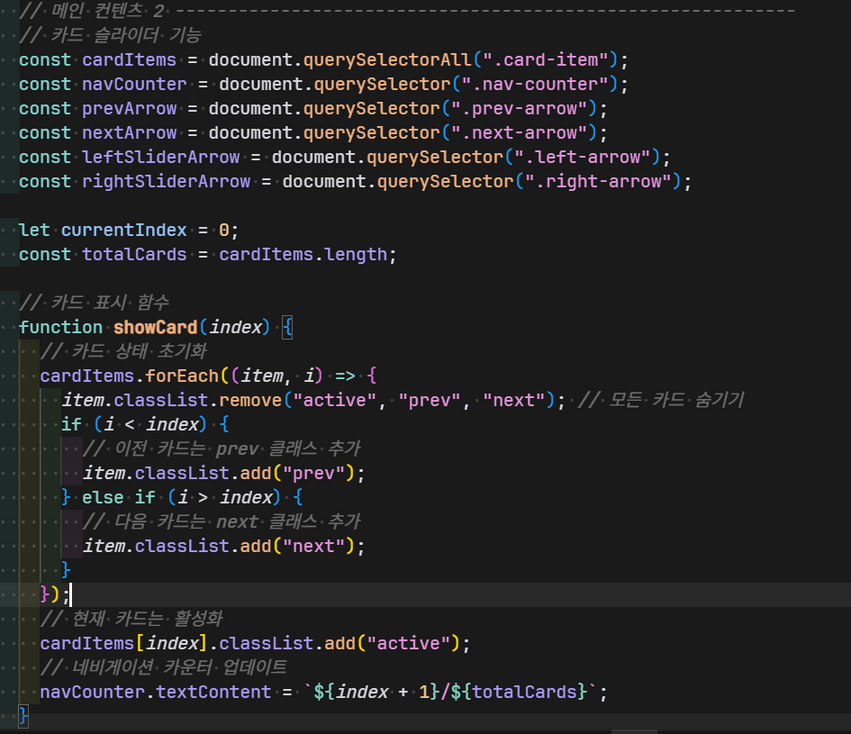 // 메인 컨텐츠 2 -----------------------------------------------------------
// 카드 슬라이더 기능
const cardItems = document.querySelectorAll(".card-item");
const navCounter = document.querySelector(".nav-counter");
const prevArrow = document.querySelector(".prev-arrow");
const nextArrow = document.querySelector(".next-arrow");
const leftSliderArrow = document.querySelector(".left-arrow");
const rightSliderArrow = document.querySelector(".right-arrow");
let currentIndex = 0;
const totalCards = cardItems.length;
// 카드 표시 함수
function showCard(index) {
// 카드 상태 초기화
cardItems.forEach((item, i) => {
item.classList.remove("active", "prev", "next"); // 모든 카드 숨기기
if (i < index) {
// 이전 카드는 prev 클래스 추가
item.classList.add("prev");
} else if (i > index) {
// 다음 카드는 next 클래스 추가
item.classList.add("next");
}
});
// 현재 카드는 활성화
cardItems[index].classList.add("active");
// 네비게이션 카운터 업데이트
navCounter.textContent = `${index + 1}/${totalCards}`;
}